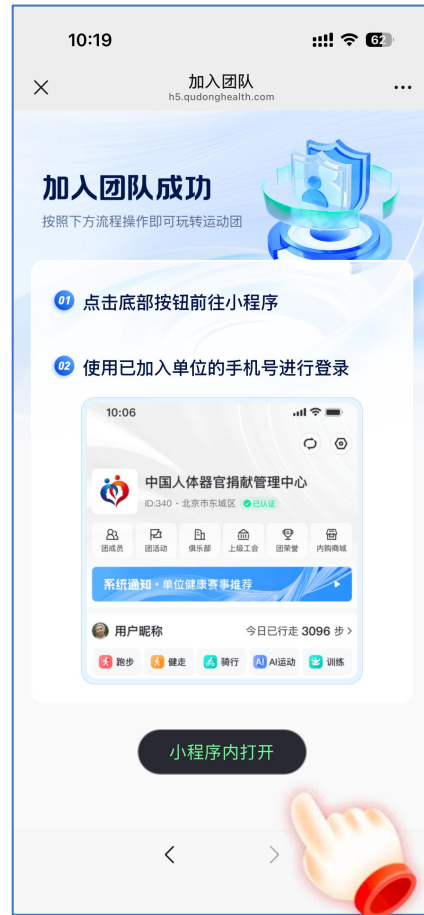 10:19
62
加入团队
h5.qudonghealth.com
加入团队成功
按照下方流程操作即可玩转运动团
01 点击底部按钮前往小程序
02 使用已加入单位的手机号进行登录
10:06
中国人体器官捐献管理中心
ID:340 · 北京市东城区 已认证
团成员 团活动 俱乐部 上级工会 团荣誉 内购商城
系统通知 · 单位健康赛事推荐
用户昵称 今日已行走 3096 步
跑步 健走 骑行 AI AI运动 训练
小程序内打开